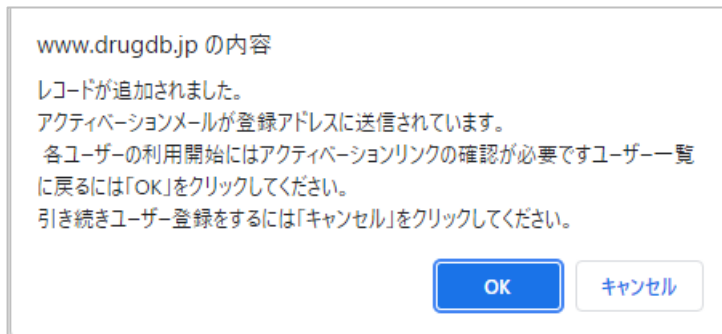 www.drugdb.jp の内容
レコードが追加されました。
アクティベーションメールが登録アドレスに送信されています。
各ユーザーの利用開始にはアクティベーションリンクの確認が必要ですユーザー一覧
に戻るには「OK」をクリックしてください。
引き続きユーザー登録をするには「キャンセル」をクリックしてください。
OK
キャンセル